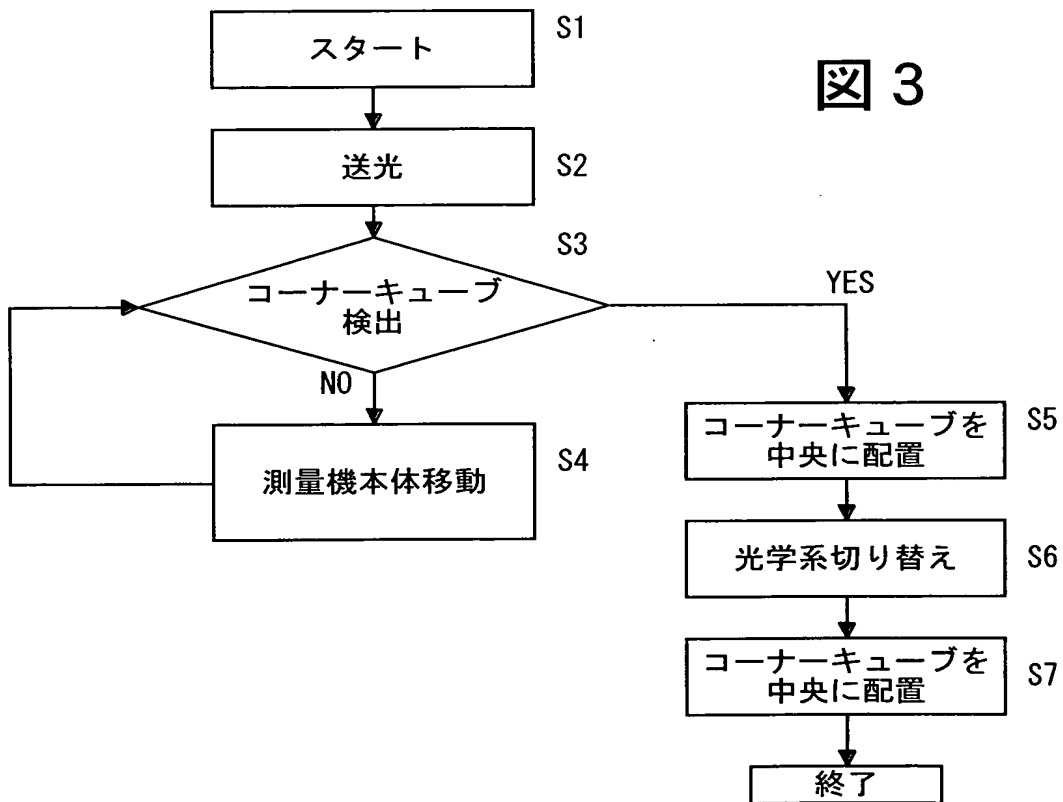 図3
スタート
S1
送光
S2
コーナーキューブ
検出
S3
YES
NO
測量機本体移動
S4
コーナーキューブを
中央に配置
S5
光学系切り替え
S6
コーナーキューブを
中央に配置
S7
終了